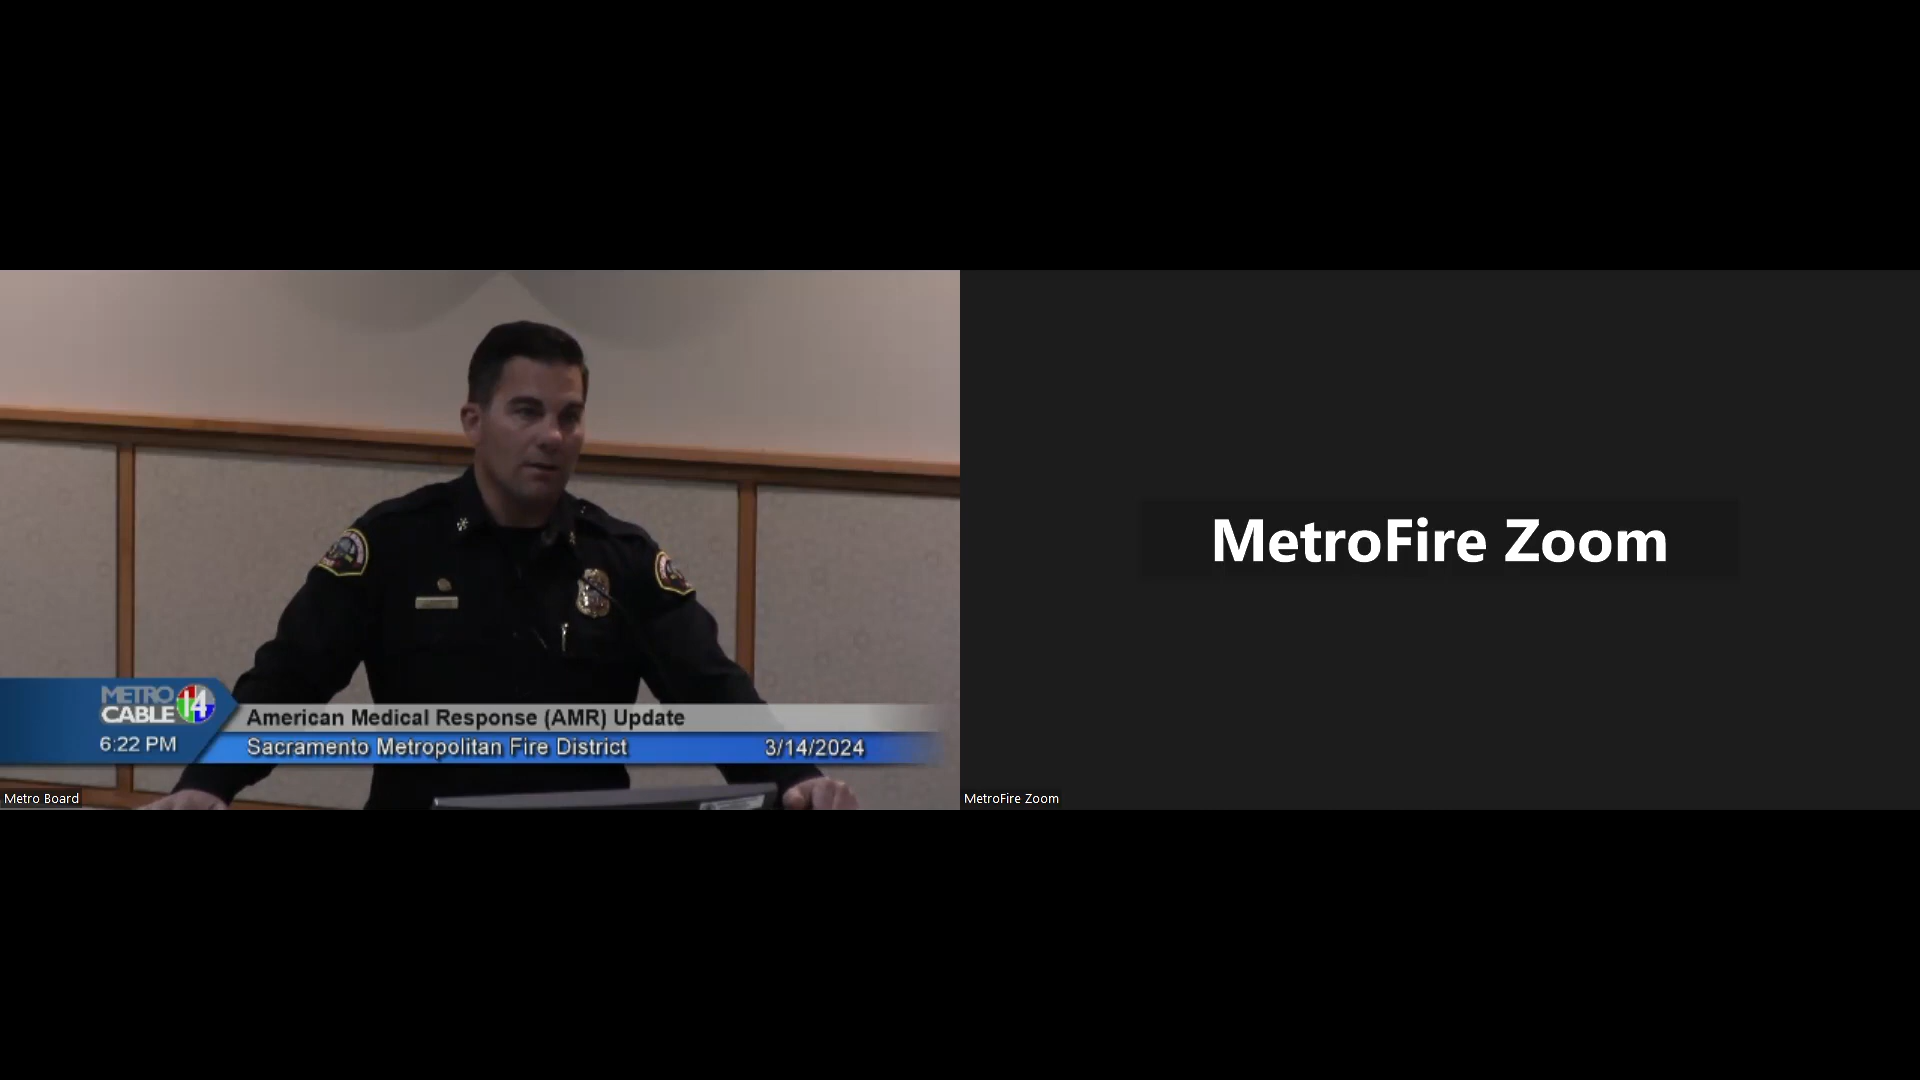 METRO
CABLE 14
6:22 PM
American Medical Response (AMR) Update
Sacramento Metropolitan Fire District 3/14/2024
Metro Board
MetroFire Zoom
MetroFire Zoom